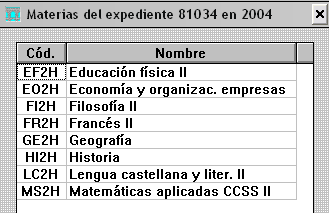 Materias del expediente 81034 en 2004
Cód. Nombre
EF2H Educación física II
EO2H Economía y organizac. empresas
FI2H Filosofía II
FR2H Francés II
GE2H Geografía
HI2H Historia
LC2H Lengua castellana y liter. II
MS2H Matemáticas aplicadas CCSS II